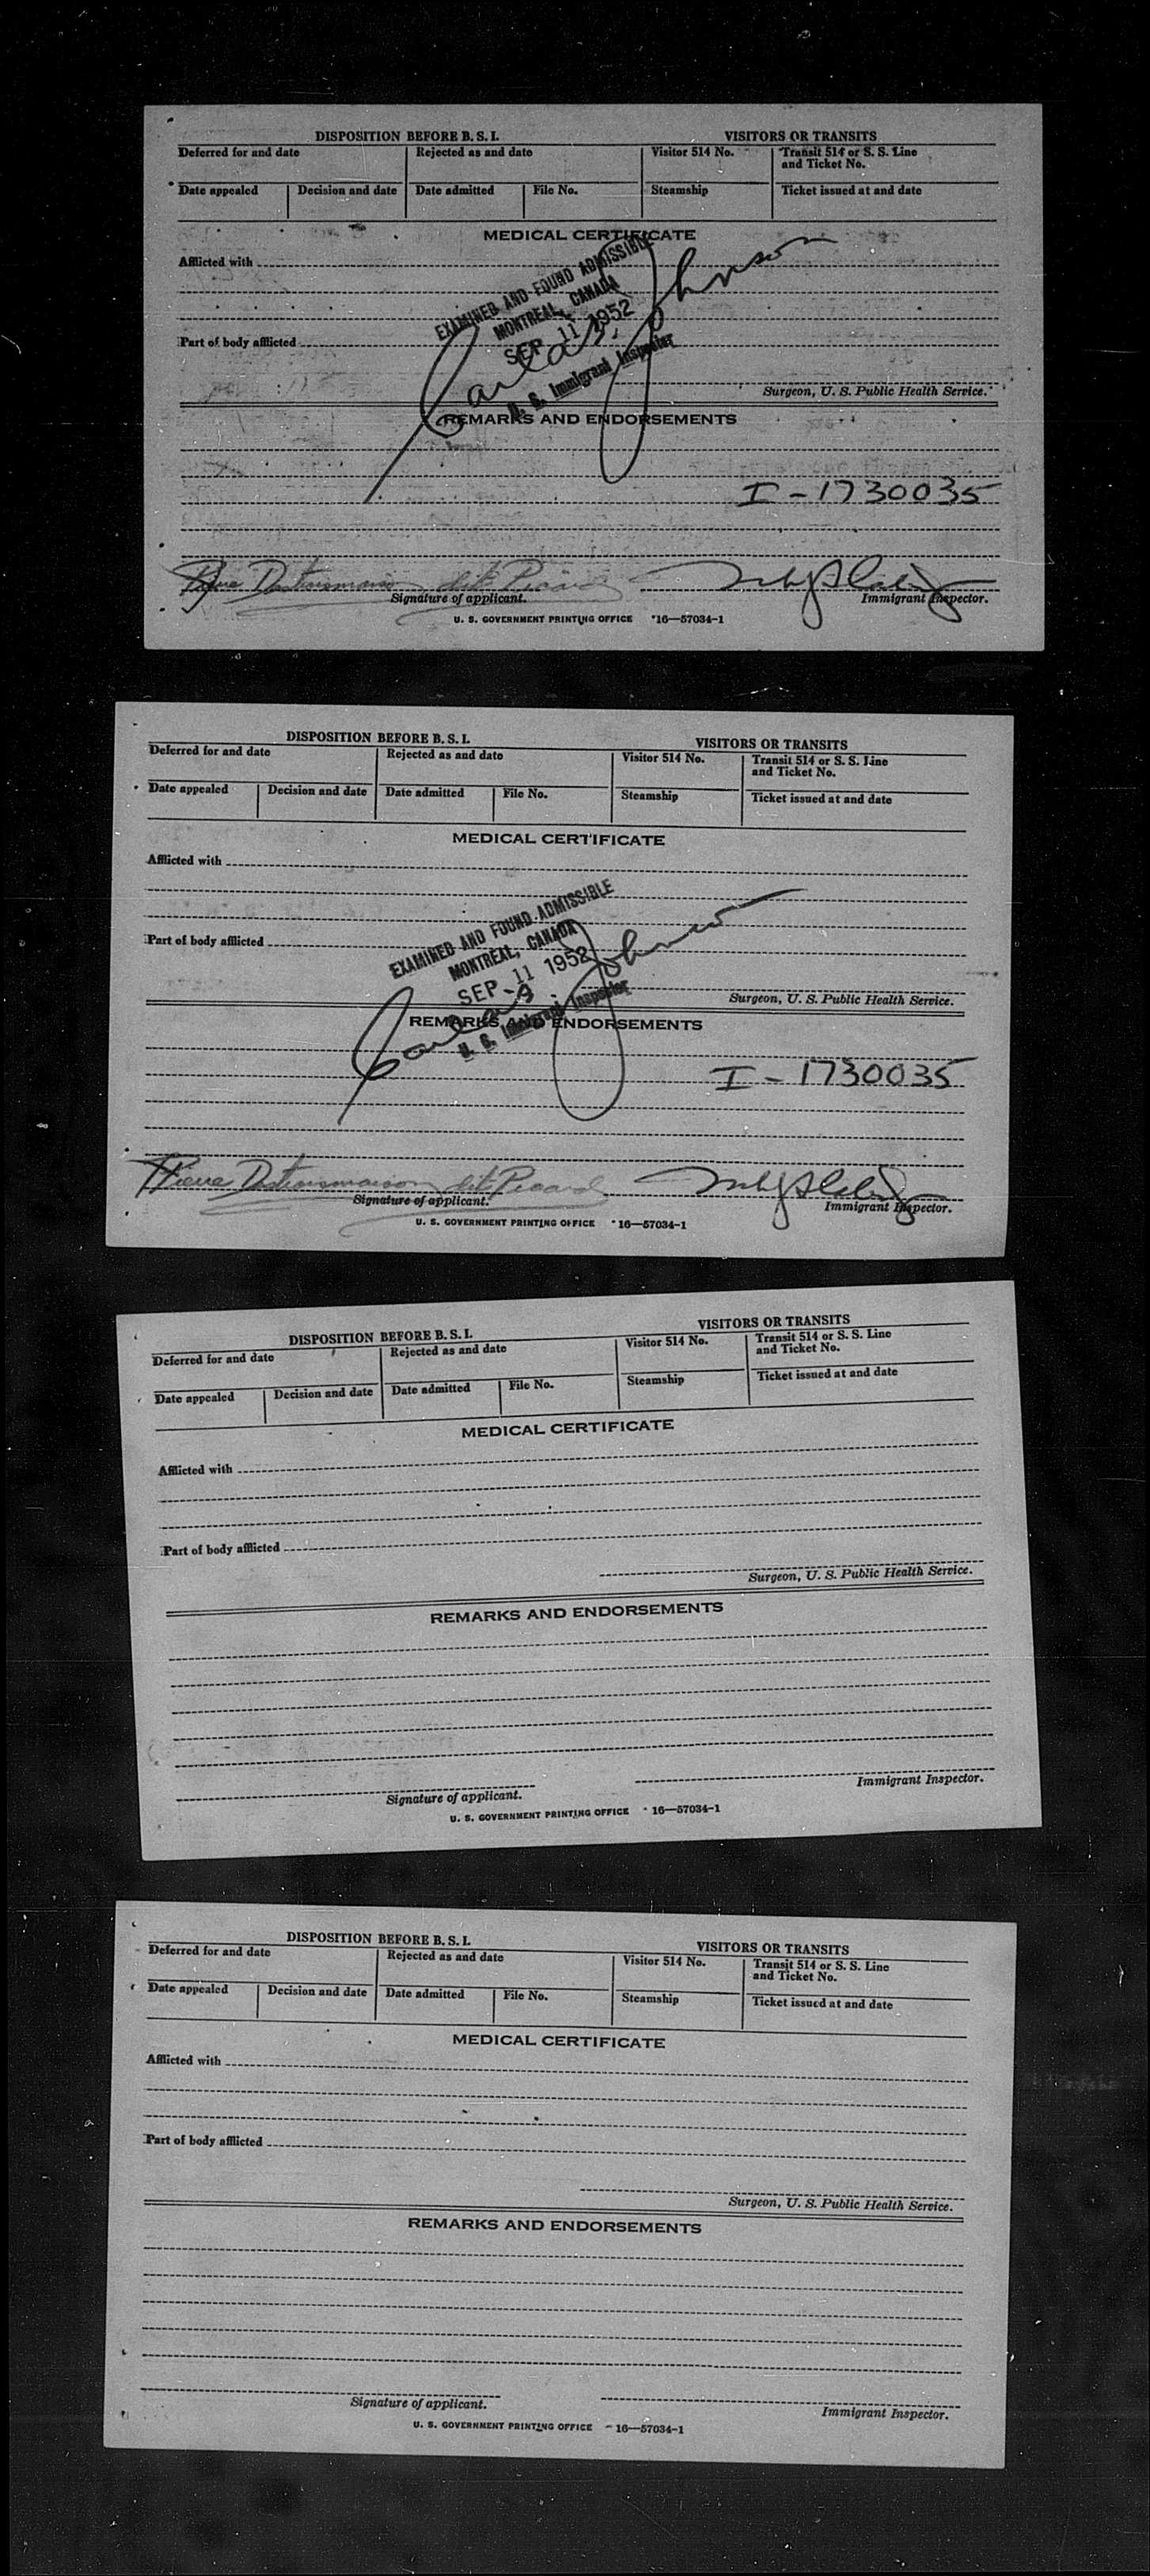 DISPOSITION BEFORE B. S. I.
VISITORS OR TRANSITS
Deferred for and date
Rejected as and date
Visitor 514 No.
Transit 514 or S. S. Line
and Ticket No.
Date appealed
Decision and date
Date admitted
File No.
Steamship
Ticket issued at and date
MEDICAL CERTIFICATE
Afflicted with
EXAMINED AND FOUND ADMISSIBLE
MONTREAL, CANADA
SEP 11 1952
Carl J. Johnson
U. S. Immigrant Inspector
Part of body afflicted
Surgeon, U. S. Public Health Service.
REMARKS AND ENDORSEMENTS
I-1730035
Pierre Destroismaisons dit Picard
Signature of applicant.
Immigrant Inspector.
U. S. GOVERNMENT PRINTING OFFICE 16—57034-1
DISPOSITION BEFORE B. S. I.
VISITORS OR TRANSITS
Deferred for and date
Rejected as and date
Visitor 514 No.
Transit 514 or S. S. Line
and Ticket No.
Date appealed
Decision and date
Date admitted
File No.
Steamship
Ticket issued at and date
MEDICAL CERTIFICATE
Afflicted with
EXAMINED AND FOUND ADMISSIBLE
MONTREAL, CANADA
SEP 11 1952
Johnson
U. S. Immigrant Inspector
Part of body afflicted
Surgeon, U. S. Public Health Service.
REMARKS AND ENDORSEMENTS
I-1730035
Pierre Destroismaison dit Picard
Signature of applicant.
Immigrant Inspector.
U. S. GOVERNMENT PRINTING OFFICE 16—57034-1
DISPOSITION BEFORE B. S. I.
VISITORS OR TRANSITS
Deferred for and date
Rejected as and date
Visitor 514 No.
Transit 514 or S. S. Line
and Ticket No.
Date appealed
Decision and date
Date admitted
File No.
Steamship
Ticket issued at and date
MEDICAL CERTIFICATE
Afflicted with
Part of body afflicted
Surgeon, U. S. Public Health Service.
REMARKS AND ENDORSEMENTS
Signature of applicant.
Immigrant Inspector.
U. S. GOVERNMENT PRINTING OFFICE 16—57034-1
DISPOSITION BEFORE B. S. I.
VISITORS OR TRANSITS
Deferred for and date
Rejected as and date
Visitor 514 No.
Transit 514 or S. S. Line
and Ticket No.
Date appealed
Decision and date
Date admitted
File No.
Steamship
Ticket issued at and date
MEDICAL CERTIFICATE
Afflicted with
Part of body afflicted
Surgeon, U. S. Public Health Service.
REMARKS AND ENDORSEMENTS
Signature of applicant.
Immigrant Inspector.
U. S. GOVERNMENT PRINTING OFFICE 16—57034-1